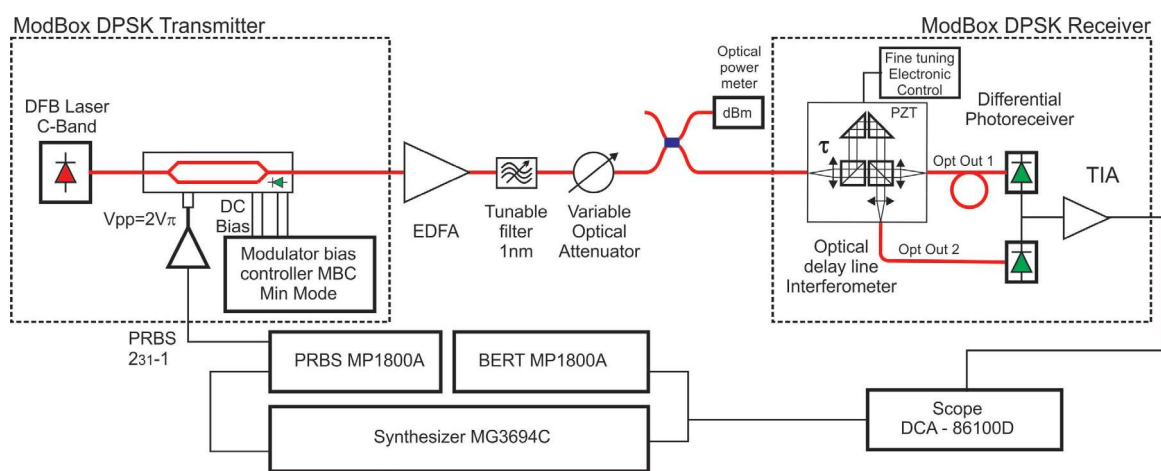 ModBox DPSK Transmitter
ModBox DPSK Receiver
DFB Laser
C-Band
Vpp=2Vπ
DC
Bias
Modulator bias
controller MBC
Min Mode
EDFA
Tunable
filter
1nm
Variable
Optical
Attenuator
Optical
power
meter
dBm
Fine tuning
Electronic
Control
PZT
τ
Opt Out 1
Opt Out 2
Optical
delay line
Interferometer
Differential
Photoreceiver
TIA
PRBS
231-1
PRBS MP1800A
BERT MP1800A
Synthesizer MG3694C
Scope
DCA - 86100D